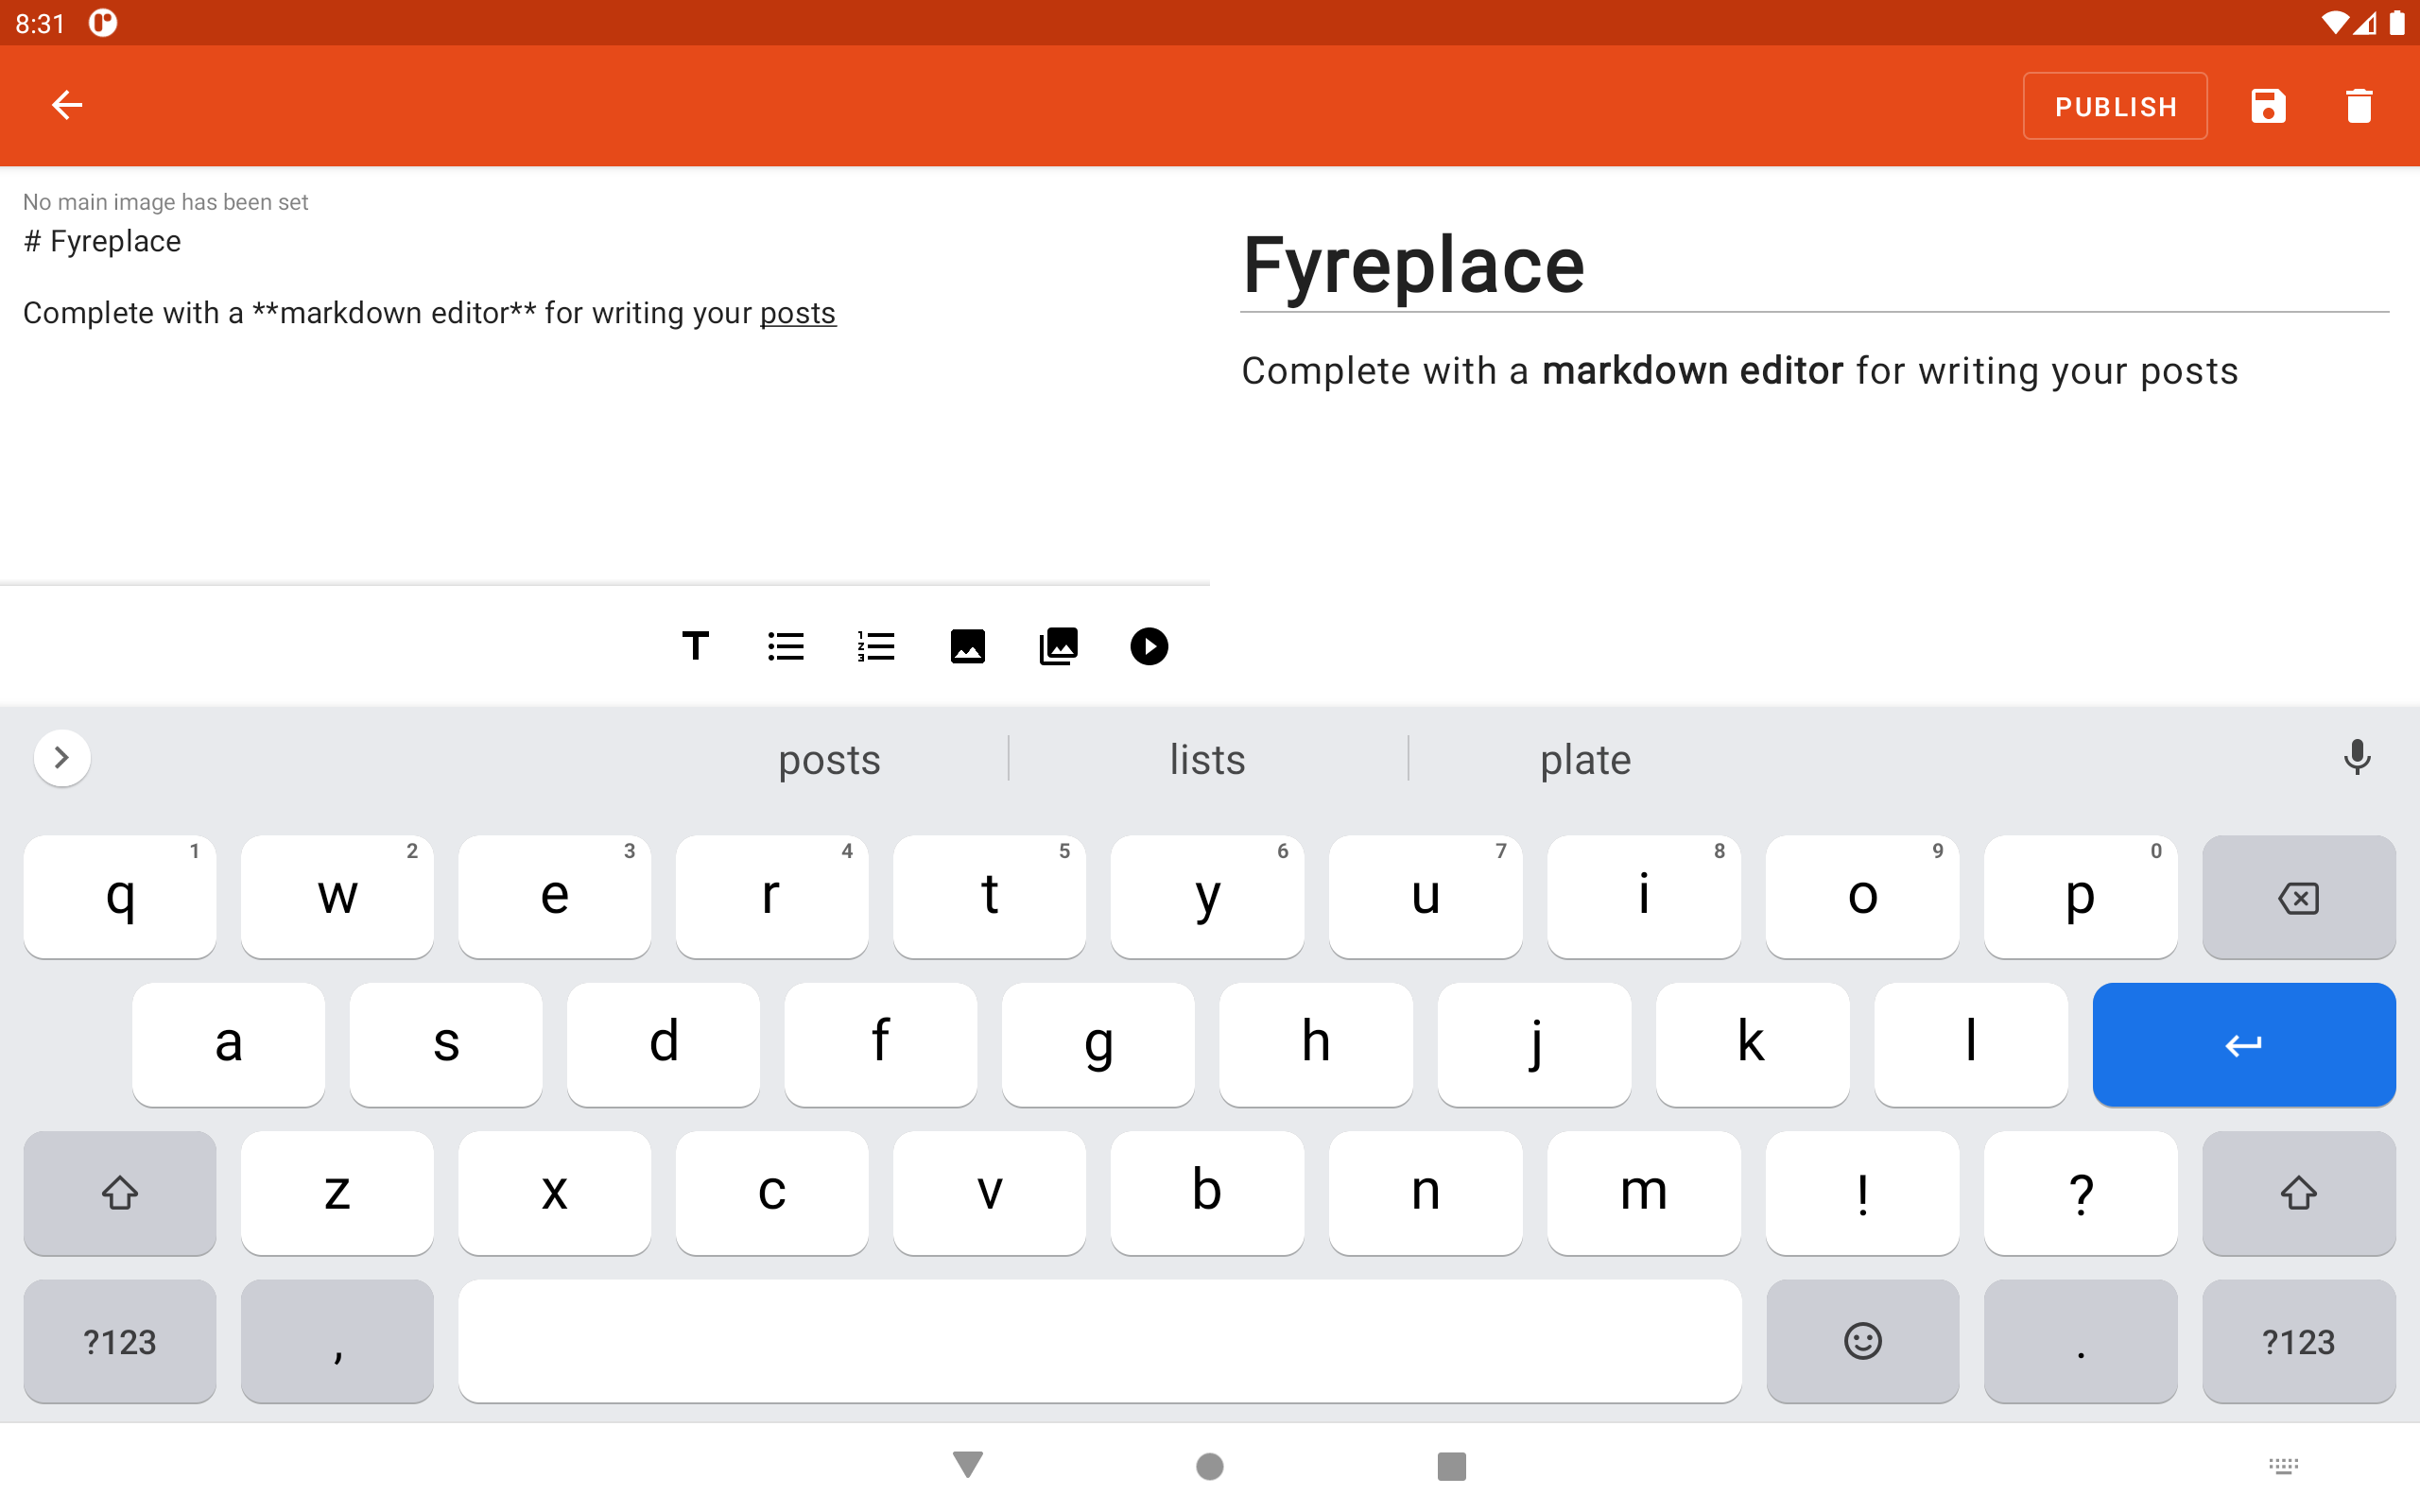 8:31
PUBLISH
No main image has been set
# Fyreplace
Complete with a **markdown editor** for writing your posts
Fyreplace
Complete with a markdown editor for writing your posts
posts lists plate
q 1 w 2 e 3 r 4 t 5 y 6 u 7 i 8 o 9 p 0
a s d f g h j k l
z x c v b n m ! ?
?123 , . ?123